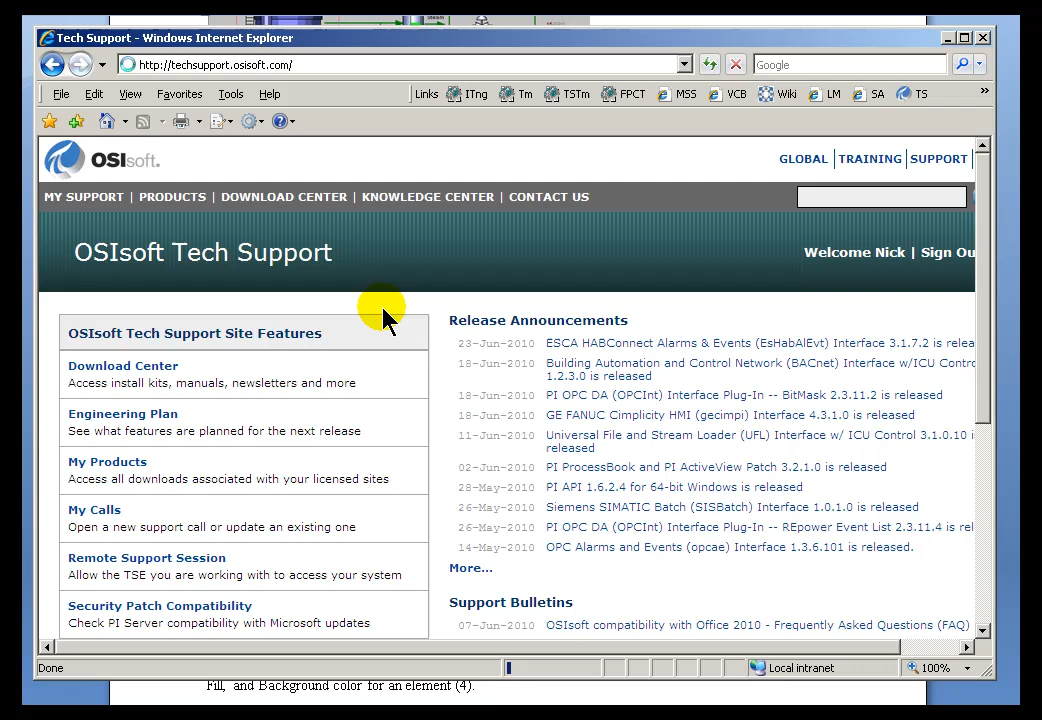 Steam
Tech Support - Windows Internet Explorer
http://techsupport.osisoft.com/
Google
File Edit View Favorites Tools Help
Links ITng Tm TSTm FPCT MSS VCB Wiki LM SA TS »
OSIsoft.
GLOBAL | TRAINING | SUPPORT |
MY SUPPORT | PRODUCTS | DOWNLOAD CENTER | KNOWLEDGE CENTER | CONTACT US
OSIsoft Tech Support
Welcome Nick | Sign Ou
OSIsoft Tech Support Site Features
Download Center
Access install kits, manuals, newsletters and more
Engineering Plan
See what features are planned for the next release
My Products
Access all downloads associated with your licensed sites
My Calls
Open a new support call or update an existing one
Remote Support Session
Allow the TSE you are working with to access your system
Security Patch Compatibility
Check PI Server compatibility with Microsoft updates
Release Announcements
23-Jun-2010 ESCA HABConnect Alarms & Events (EsHabAlEvt) Interface 3.1.7.2 is relea
18-Jun-2010 Building Automation and Control Network (BACnet) Interface w/ICU Contro
1.2.3.0 is released
18-Jun-2010 PI OPC DA (OPCInt) Interface Plug-In -- BitMask 2.3.11.2 is released
18-Jun-2010 GE FANUC Cimplicity HMI (gecimpi) Interface 4.3.1.0 is released
11-Jun-2010 Universal File and Stream Loader (UFL) Interface w/ ICU Control 3.1.0.10 i
released
02-Jun-2010 PI ProcessBook and PI ActiveView Patch 3.2.1.0 is released
28-May-2010 PI API 1.6.2.4 for 64-bit Windows is released
26-May-2010 Siemens SIMATIC Batch (SISBatch) Interface 1.0.1.0 is released
26-May-2010 PI OPC DA (OPCInt) Interface Plug-In -- REpower Event List 2.3.11.4 is rel
14-May-2010 OPC Alarms and Events (opcae) Interface 1.3.6.101 is released.
More...
Support Bulletins
07-Jun-2010 OSIsoft compatibility with Office 2010 - Frequently Asked Questions (FAQ)
Done
Local intranet
100%
Fill, and Background color for an element (4).